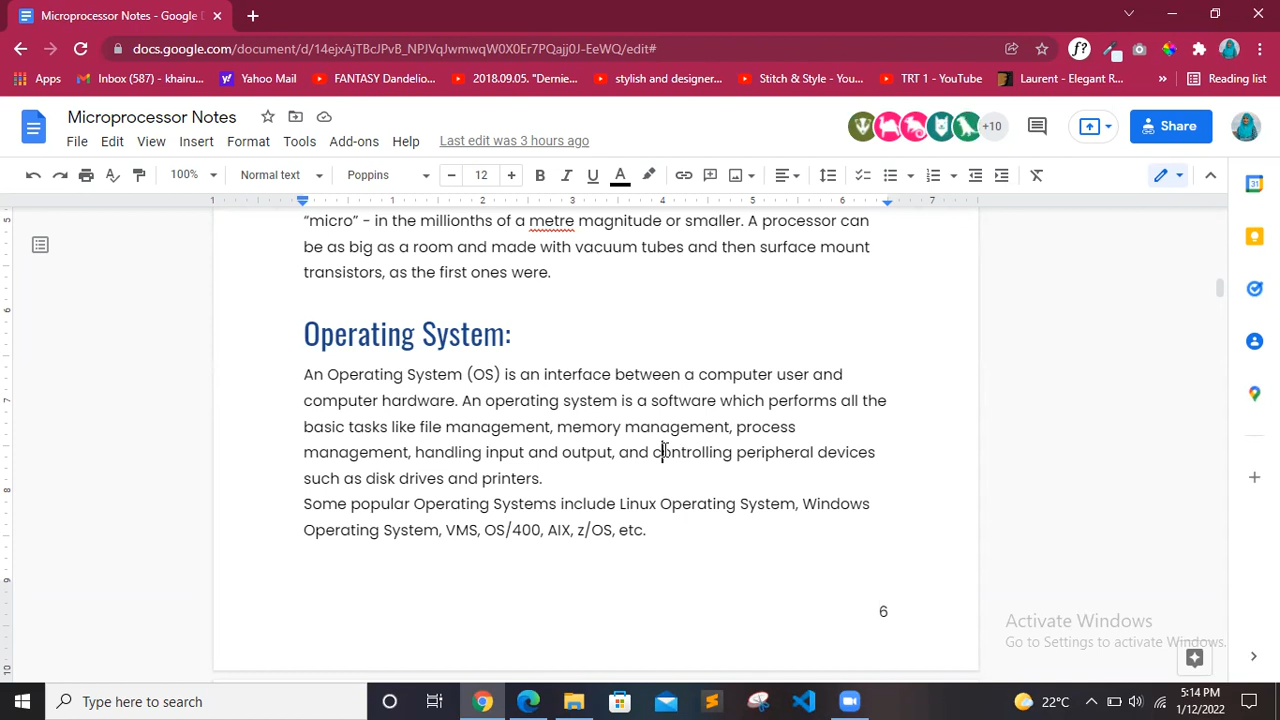 Microprocessor Notes - Google D
docs.google.com/document/d/14ejxAjTBcJPvB_NPJVqJwmwqW0X0Er7PQajj0J-EeWQ/edit#
Apps
Inbox (587) - khairu...
Yahoo Mail
FANTASY Dandelio...
2018.09.05. "Dernie...
stylish and designer...
Stitch & Style - You...
TRT 1 - YouTube
Laurent - Elegant R...
Reading list
Microprocessor Notes
File Edit View Insert Format Tools Add-ons Help Last edit was 3 hours ago
+10
Share
100% Normal text Poppins 12
1 1 2 3 4 5 6 7
"micro" - in the millionths of a metre magnitude or smaller. A processor can
be as big as a room and made with vacuum tubes and then surface mount
transistors, as the first ones were.
Operating System:
An Operating System (OS) is an interface between a computer user and
computer hardware. An operating system is a software which performs all the
basic tasks like file management, memory management, process
management, handling input and output, and controlling peripheral devices
such as disk drives and printers.
Some popular Operating Systems include Linux Operating System, Windows
Operating System, VMS, OS/400, AIX, z/OS, etc.
6
Activate Windows
Go to Settings to activate Windows.
Type here to search
22°C
5:14 PM
1/12/2022